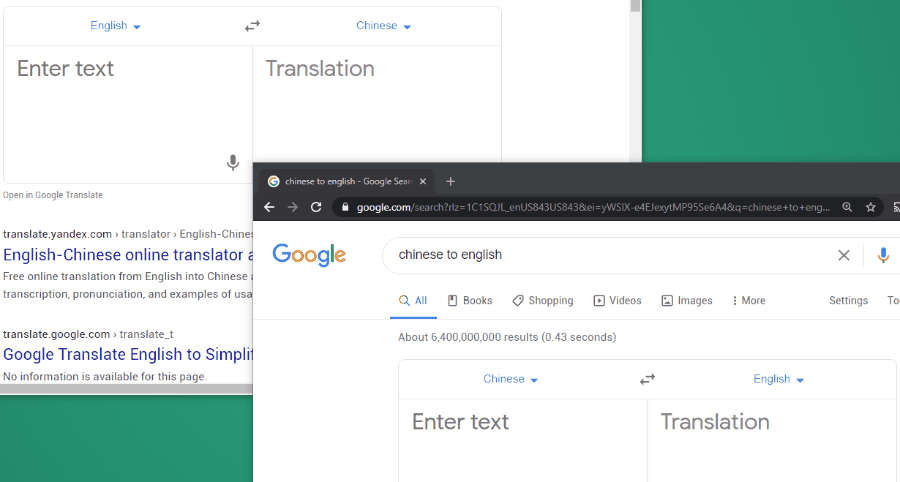 English
Chinese
Enter text
Translation
Open in Google Translate
translate.yandex.com › translator › English-Chines
English-Chinese online translator a
Free online translation from English into Chinese a
transcription, pronunciation, and examples of usa
translate.google.com › translate_t
Google Translate English to Simplif
No information is available for this page.
chinese to english - Google Sear
google.com/search?rlz=1C1SQJL_enUS843US843&ei=yWSIX-e4EJexytMP95Se6A4&q=chinese+to+eng...
Google
chinese to english
All
Books
Shopping
Videos
Images
More
Settings
To
About 6,400,000,000 results (0.43 seconds)
Chinese
English
Enter text
Translation